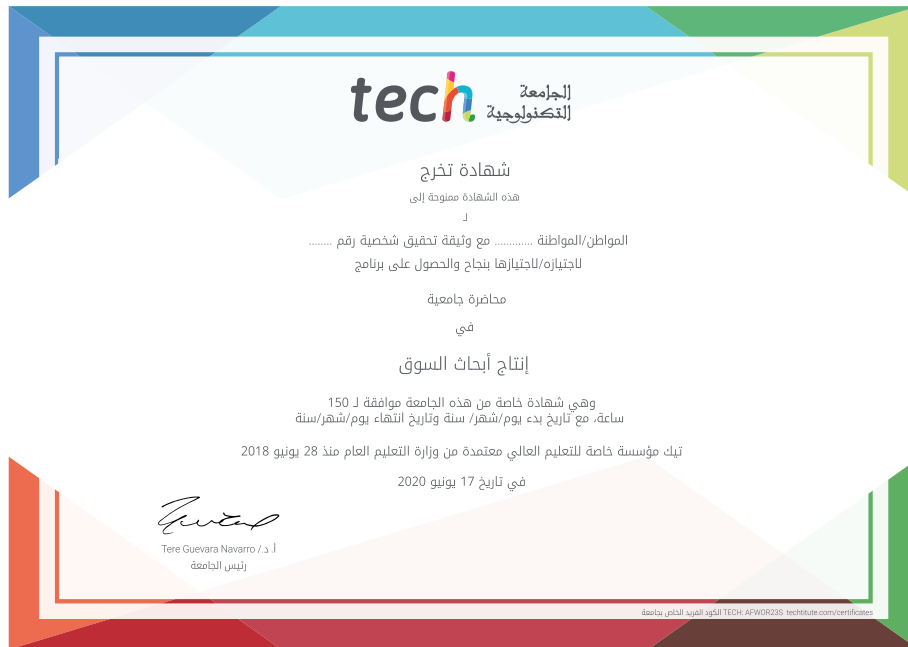 tech الجامعة
التكنولوجية
شهادة تخرج
هذه الشهادة ممنوحة إلى
لـ
المواطن/المواطنة ............. مع وثيقة تحقيق شخصية رقم ........
لاجتيازه/لاجتيازها بنجاح والحصول على برنامج
محاضرة جامعية
في
إنتاج أبحاث السوق
وهي شهادة خاصة من هذه الجامعة موافقة لـ 150
ساعة، مع تاريخ بدء يوم/شهر/ سنة وتاريخ انتهاء يوم/شهر/سنة
تيك مؤسسة خاصة للتعليم العالي معتمدة من وزارة التعليم العام منذ 28 يونيو 2018
في تاريخ 17 يونيو 2020
أ. د./ Tere Guevara Navarro
رئيس الجامعة
الكود الفريد الخاص بجامعة TECH: AFWOR23S techtitute.com/certificates